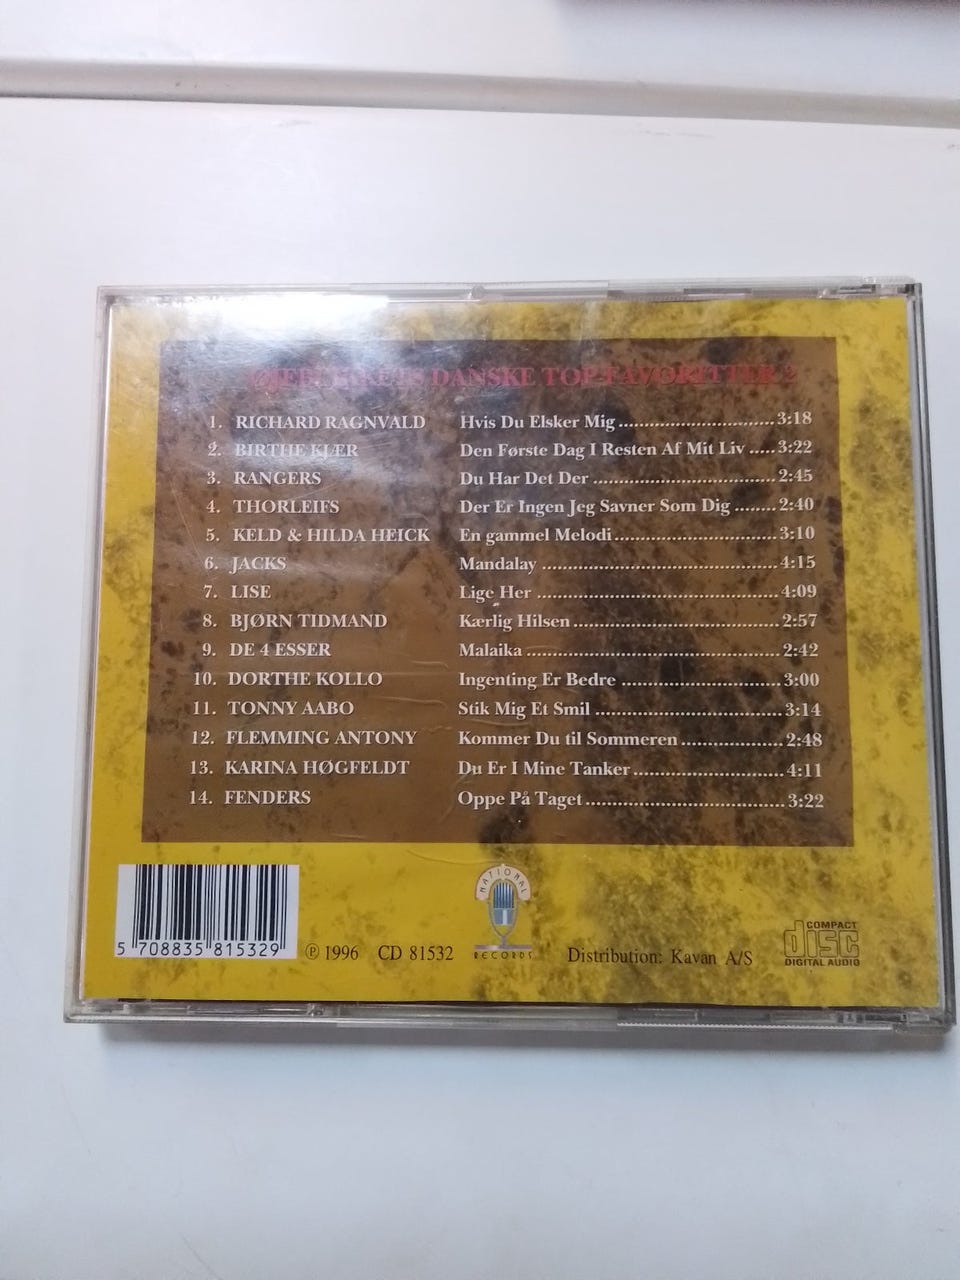 ØJEBLIKKETS DANSKE TOP-FAVORITTER 2
1. RICHARD RAGNVALD Hvis Du Elsker Mig ............................ 3:18
2. BIRTHE KJÆR Den Første Dag I Resten Af Mit Liv ..... 3:22
3. RANGERS Du Har Det Der ................................ 2:45
4. THORLEIFS Der Er Ingen Jeg Savner Som Dig ........ 2:40
5. KELD & HILDA HEICK En gammel Melodi ............................. 3:10
6. JACKS Mandalay .......................................... 4:15
7. LISE Lige Her ........................................... 4:09
8. BJØRN TIDMAND Kærlig Hilsen .................................... 2:57
9. DE 4 ESSER Malaika ............................................. 2:42
10. DORTHE KOLLO Ingenting Er Bedre ............................ 3:00
11. TONNY AABO Stik Mig Et Smil ................................. 3:14
12. FLEMMING ANTONY Kommer Du til Sommeren .................. 2:48
13. KARINA HØGFELDT Du Er I Mine Tanker .......................... 4:11
14. FENDERS Oppe På Taget ................................... 3:22
NATIONAL
RECORDS
5 708835 815329
℗ 1996 CD 81532
Distribution: Kavan A/S
COMPACT
disc
DIGITAL AUDIO